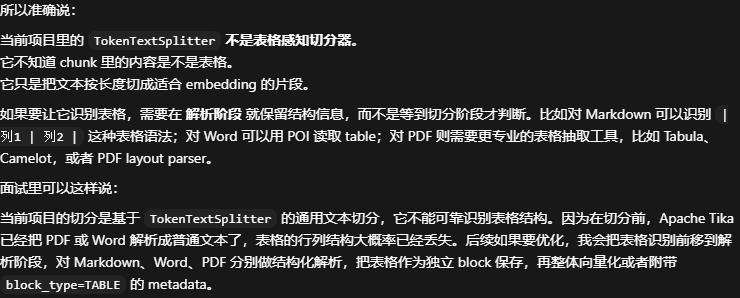 所以准确说：
当前项目里的 TokenTextSplitter 不是表格感知切分器。
它不知道 chunk 里的内容是不是表格。
它只是把文本按长度切成适合 embedding 的片段。
如果要让它识别表格，需要在 解析阶段 就保留结构信息，而不是等到切分阶段才判断。比如对 Markdown 可以识别 |
列1 | 列2 | 这种表格语法；对 Word 可以用 POI 读取 table；对 PDF 则需要更专业的表格抽取工具，比如 Tabula、
Camelot，或者 PDF layout parser。
面试里可以这样说：
当前项目的切分是基于 TokenTextSplitter 的通用文本切分，它不能可靠识别表格结构。因为在切分前，Apache Tika
已经把 PDF 或 Word 解析成普通文本了，表格的行列结构大概率已经丢失。后续如果要优化，我会把表格识别前移到解
析阶段，对 Markdown、Word、PDF 分别做结构化解析，把表格作为独立 block 保存，再整体向量化或者附带
block_type=TABLE 的 metadata。